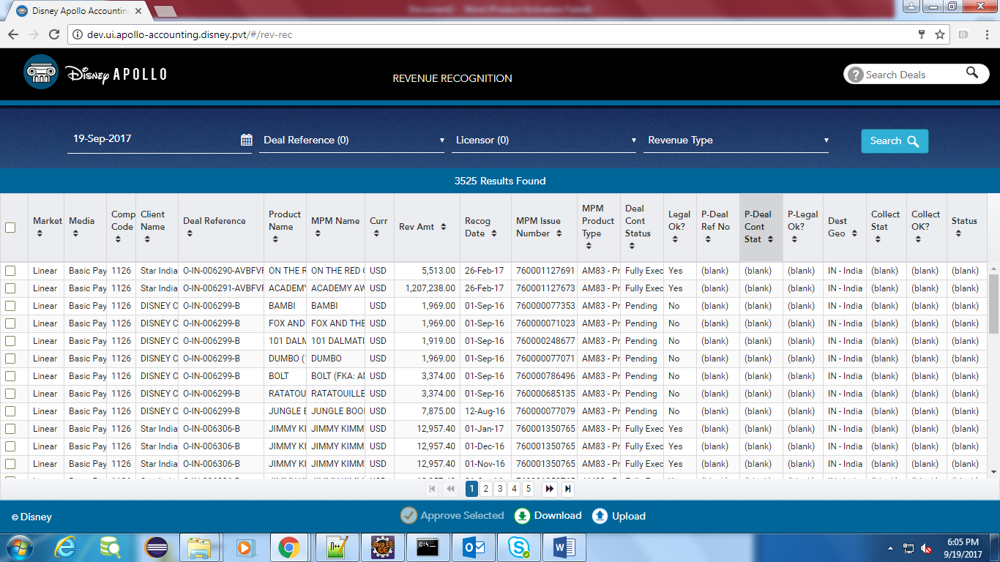 Disney Apollo Accounting
dev.ui.apollo-accounting.disney.pvt/#/rev-rec
Disney APOLLO
REVENUE RECOGNITION
? Search Deals
19-Sep-2017 Deal Reference (0) Licensor (0) Revenue Type Search
3525 Results Found
Market Media Comp Code Client Name Deal Reference Product Name MPM Name Curr Rev Amt Recog Date MPM Issue Number MPM Product Type Deal Cont Status Legal Ok? P-Deal Ref No P-Deal Cont Stat P-Legal Ok? Dest Geo Collect Stat Collect OK? Status
Linear Basic Pay 1126 Star India O-IN-006290-AVBFVF ON THE R ON THE RED C USD 5,513.00 26-Feb-17 760001127691 AM83 - Pr Fully Exec Yes (blank) (blank) (blank) IN - India (blank) (blank) (blank)
Linear Basic Pay 1126 Star India O-IN-006291-AVBFVF ACADEMY ACADEMY AW USD 1,207,238.00 26-Feb-17 760001127673 AM83 - Pr Fully Exec Yes (blank) (blank) (blank) IN - India (blank) (blank) (blank)
Linear Basic Pay 1126 DISNEY C O-IN-006299-B BAMBI BAMBI USD 1,969.00 01-Sep-16 760000077353 AM83 - Pr Pending No (blank) (blank) (blank) IN - India (blank) (blank) (blank)
Linear Basic Pay 1126 DISNEY C O-IN-006299-B FOX AND FOX AND THE USD 1,969.00 01-Sep-16 760000071023 AM83 - Pr Pending No (blank) (blank) (blank) IN - India (blank) (blank) (blank)
Linear Basic Pay 1126 DISNEY C O-IN-006299-B 101 DALM 101 DALMATI USD 1,919.00 01-Sep-16 760000248677 AM83 - Pr Pending No (blank) (blank) (blank) IN - India (blank) (blank) (blank)
Linear Basic Pay 1126 DISNEY C O-IN-006299-B DUMBO (1 DUMBO USD 1,969.00 01-Sep-16 760000077071 AM83 - Pr Pending No (blank) (blank) (blank) IN - India (blank) (blank) (blank)
Linear Basic Pay 1126 DISNEY C O-IN-006299-B BOLT BOLT (FKA: AM USD 3,374.00 01-Sep-16 760000786496 AM83 - Pr Pending No (blank) (blank) (blank) IN - India (blank) (blank) (blank)
Linear Basic Pay 1126 DISNEY C O-IN-006299-B RATATOU RATATOUILLE USD 3,374.00 01-Sep-16 760000685135 AM83 - Pr Pending No (blank) (blank) (blank) IN - India (blank) (blank) (blank)
Linear Basic Pay 1126 DISNEY C O-IN-006299-B JUNGLE B JUNGLE BOO USD 7,875.00 12-Aug-16 760000077079 AM83 - Pr Pending No (blank) (blank) (blank) IN - India (blank) (blank) (blank)
Linear Basic Pay 1126 Star India O-IN-006306-B JIMMY KI JIMMY KIMM USD 12,957.40 01-Jan-17 760001350765 AM83 - Pr Fully Exec Yes (blank) (blank) (blank) IN - India (blank) (blank) (blank)
Linear Basic Pay 1126 Star India O-IN-006306-B JIMMY KI JIMMY KIMM USD 12,957.40 01-Dec-16 760001350765 AM83 - Pr Fully Exec Yes (blank) (blank) (blank) IN - India (blank) (blank) (blank)
Linear Basic Pay 1126 Star India O-IN-006306-B JIMMY KI JIMMY KIMM USD 12,957.40 01-Nov-16 760001350765 AM83 - Pr Fully Exec Yes (blank) (blank) (blank) IN - India (blank) (blank) (blank)
1 2 3 4 5
© Disney Approve Selected Download Upload
Java EE IDE
6:05 PM
9/19/2017